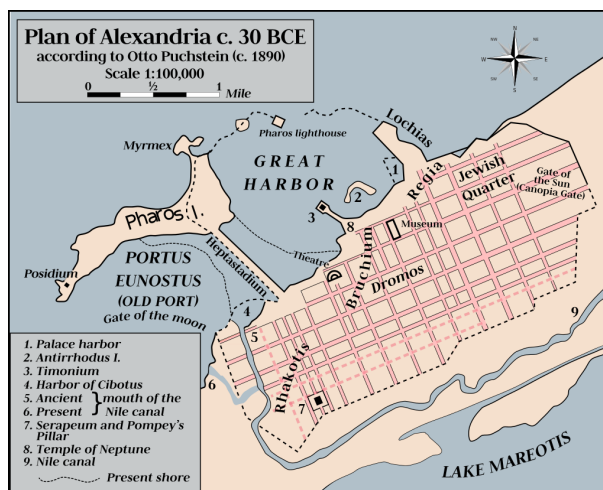 Plan of Alexandria c. 30 BCE
according to Otto Puchstein (c. 1890)
Scale 1:100,000
0 ½ 1
Mile
N
NW NE
W E
SW SE
S
Pharos lighthouse
Lochias
Myrmex
GREAT
HARBOR
1
2
3
8
Regia
Jewish
Quarter
Gate of
the Sun
(Canopia Gate)
Museum
Pharos I.
Heptastadium
Theatre
Bruchium
Dromos
Posidium
PORTUS
EUNOSTUS
(OLD PORT)
Gate of the moon
4
5
6
9
Rhakotis
7
LAKE MAREOTIS
1. Palace harbor
2. Antirrhodus I.
3. Timonium
4. Harbor of Cibotus
5. Ancient } mouth of the
6. Present } Nile canal
7. Serapeum and Pompey's
Pillar
8. Temple of Neptune
9. Nile canal
Present shore